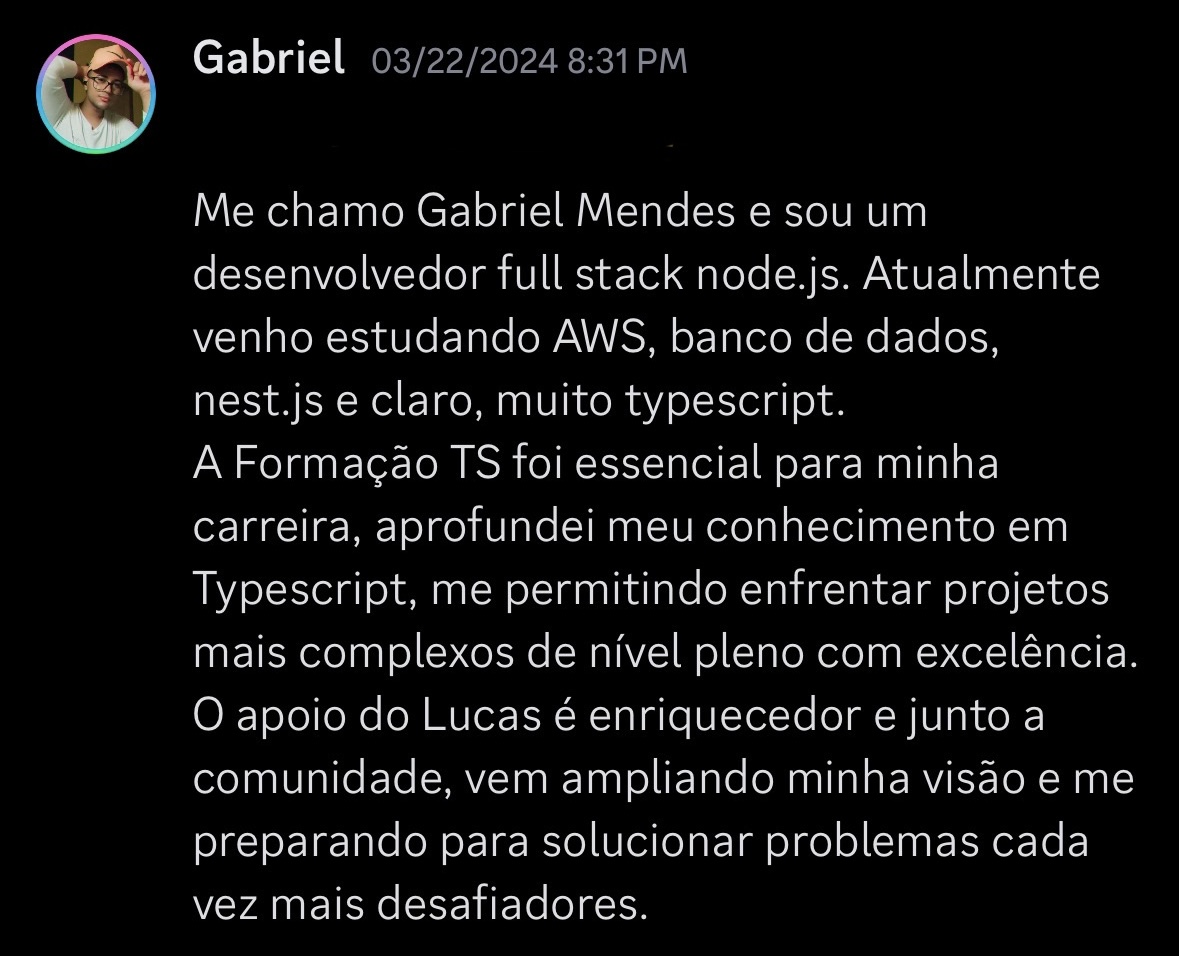 Gabriel 03/22/2024 8:31 PM
Me chamo Gabriel Mendes e sou um
desenvolvedor full stack node.js. Atualmente
venho estudando AWS, banco de dados,
nest.js e claro, muito typescript.
A Formação TS foi essencial para minha
carreira, aprofundei meu conhecimento em
Typescript, me permitindo enfrentar projetos
mais complexos de nível pleno com excelência.
O apoio do Lucas é enriquecedor e junto a
comunidade, vem ampliando minha visão e me
preparando para solucionar problemas cada
vez mais desafiadores.